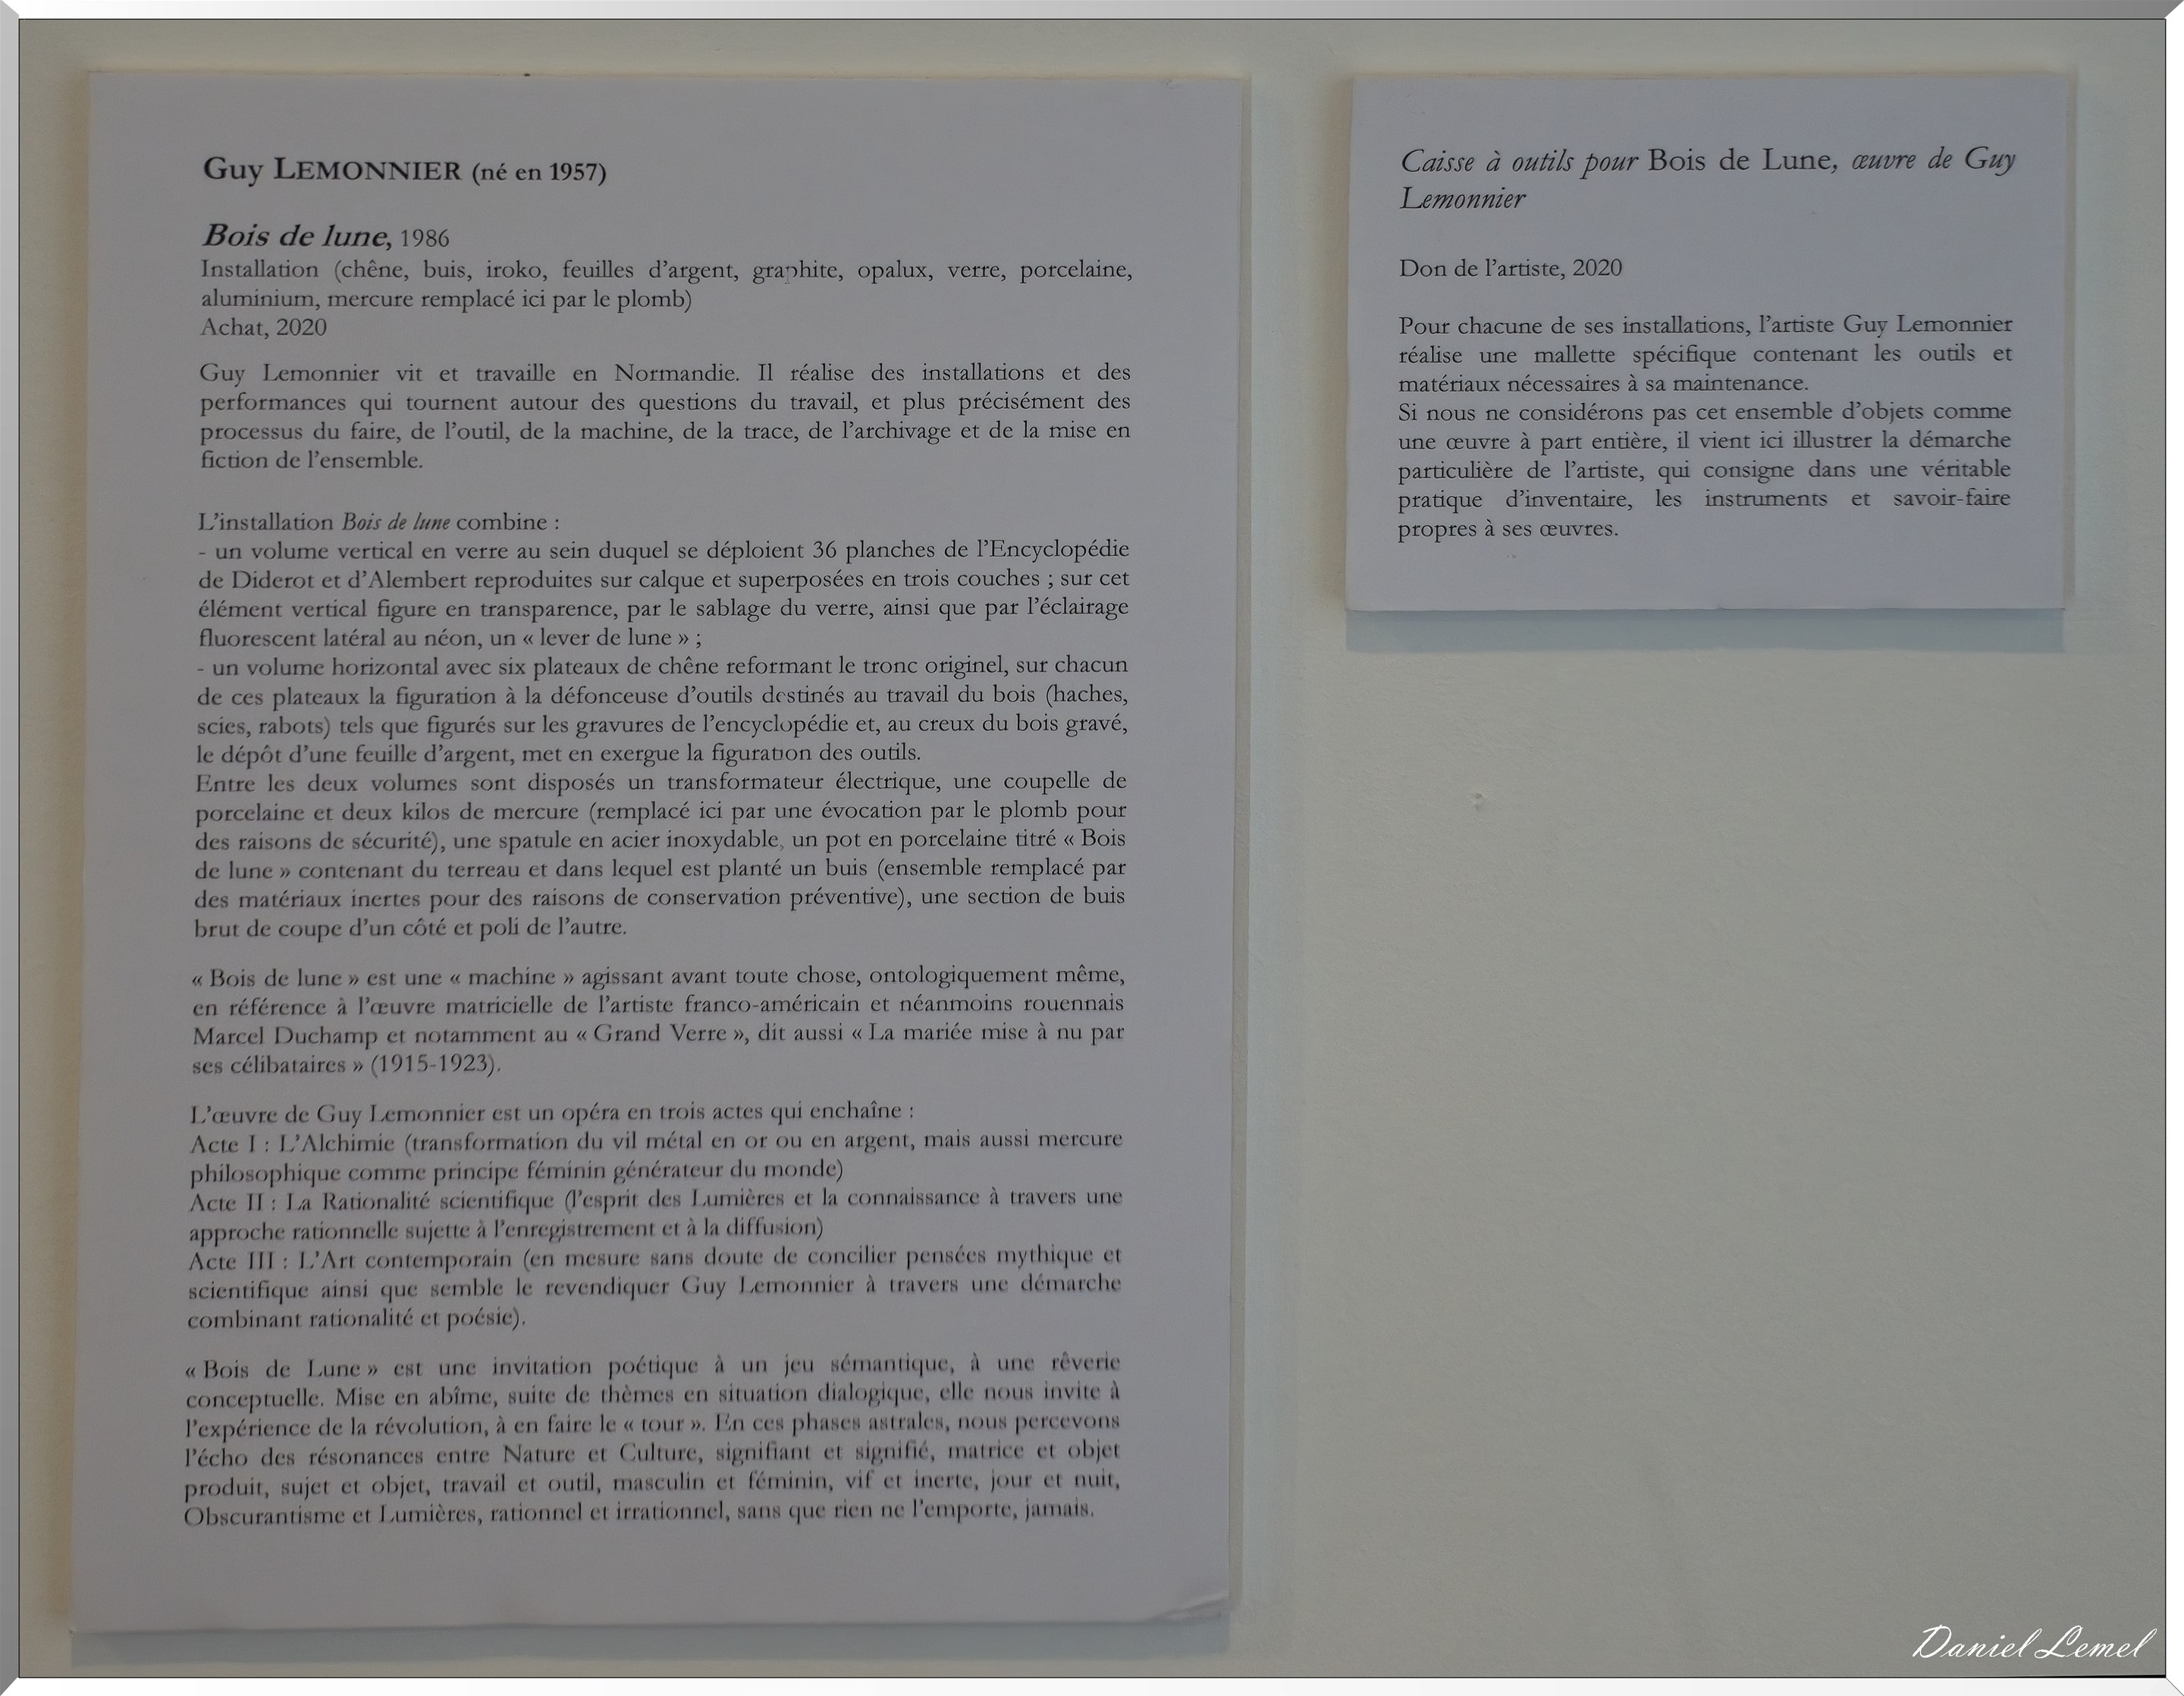 Guy LEMONNIER (né en 1957)
Bois de lune, 1986
Installation (chêne, buis, iroko, feuilles d'argent, graphite, opalux, verre, porcelaine,
aluminium, mercure remplacé ici par le plomb)
Achat, 2020
Guy Lemonnier vit et travaille en Normandie. Il réalise des installations et des
performances qui tournent autour des questions du travail, et plus précisément des
processus du faire, de l'outil, de la machine, de la trace, de l'archivage et de la mise en
fiction de l'ensemble.
L'installation Bois de lune combine :
- un volume vertical en verre au sein duquel se déploient 36 planches de l'Encyclopédie
de Diderot et d'Alembert reproduites sur calque et superposées en trois couches ; sur cet
élément vertical figure en transparence, par le sablage du verre, ainsi que par l'éclairage
fluorescent latéral au néon, un « lever de lune » ;
- un volume horizontal avec six plateaux de chêne reformant le tronc originel, sur chacun
de ces plateaux la figuration à la défonceuse d'outils destinés au travail du bois (haches,
scies, rabots) tels que figurés sur les gravures de l'encyclopédie et, au creux du bois gravé,
le dépôt d'une feuille d'argent, met en exergue la figuration des outils.
Entre les deux volumes sont disposés un transformateur électrique, une coupelle de
porcelaine et deux kilos de mercure (remplacé ici par une évocation par le plomb pour
des raisons de sécurité), une spatule en acier inoxydable, un pot en porcelaine titré « Bois
de lune » contenant du terreau et dans lequel est planté un buis (ensemble remplacé par
des matériaux inertes pour des raisons de conservation préventive), une section de buis
brut de coupe d'un côté et poli de l'autre.
« Bois de lune » est une « machine » agissant avant toute chose, ontologiquement même,
en référence à l'œuvre matricielle de l'artiste franco-américain et néanmoins rouennais
Marcel Duchamp et notamment au « Grand Verre », dit aussi « La mariée mise à nu par
ses célibataires » (1915-1923).
L'œuvre de Guy Lemonnier est un opéra en trois actes qui enchaîne :
Acte I : L'Alchimie (transformation du vil métal en or ou en argent, mais aussi mercure
philosophique comme principe féminin générateur du monde)
Acte II : La Rationalité scientifique (l'esprit des Lumières et la connaissance à travers une
approche rationnelle sujette à l'enregistrement et à la diffusion)
Acte III : L'Art contemporain (en mesure sans doute de concilier pensées mythique et
scientifique ainsi que semble le revendiquer Guy Lemonnier à travers une démarche
combinant rationalité et poésie).
« Bois de Lune » est une invitation poétique à un jeu sémantique, à une rêverie
conceptuelle. Mise en abîme, suite de thèmes en situation dialogique, elle nous invite à
l'expérience de la révolution, à en faire le « tour ». En ces phases astrales, nous percevons
l'écho des résonances entre Nature et Culture, signifiant et signifié, matrice et objet
produit, sujet et objet, travail et outil, masculin et féminin, vif et inerte, jour et nuit,
Obscurantisme et Lumières, rationnel et irrationnel, sans que rien ne l'emporte, jamais.
Caisse à outils pour Bois de Lune, œuvre de Guy
Lemonnier
Don de l'artiste, 2020
Pour chacune de ses installations, l'artiste Guy Lemonnier
réalise une mallette spécifique contenant les outils et
matériaux nécessaires à sa maintenance.
Si nous ne considérons pas cet ensemble d'objets comme
une œuvre à part entière, il vient ici illustrer la démarche
particulière de l'artiste, qui consigne dans une véritable
pratique d'inventaire, les instruments et savoir-faire
propres à ses œuvres.
Daniel Lemel